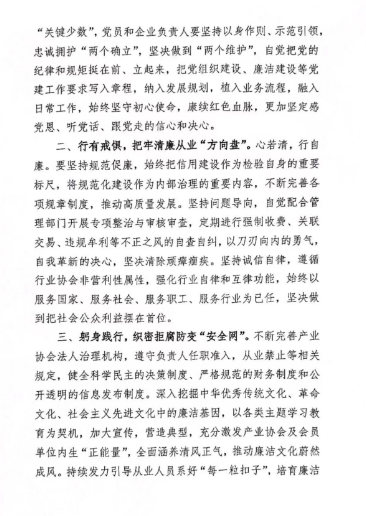 “关键少数”，党员和企业负责人要坚持以身作则、示范引领，
忠诚拥护“两个确立”，坚决做到“两个维护”，自觉把党的
纪律和规矩挺在前、立起来，把党组织建设、廉洁建设等党
建工作要求写入章程，纳入发展规划，植入业务流程，融入
日常工作，始终坚守初心使命，赓续红色血脉，更加坚定感
党恩、听党话、跟党走的信心和决心。
二、行有戒惧，把牢清廉从业“方向盘”。心若清，行自
廉。要坚持规范促廉，始终把信用建设作为检验自身的重要
标尺，将规范化建设作为内部治理的重要内容，不断完善各
项规章制度，推动高质量发展。坚持问题导向，自觉配合管
理部门开展专项整治与审核审查，定期进行强制收费、关联
交易、违规牟利等不正之风的自查自纠，以刀刃向内的勇气，
自我革新的决心，坚决清除顽瘴痼疾。坚持诚信自律，遵循
行业协会非营利性属性，强化行业自律和互律功能，始终以
服务国家、服务社会、服务职工、服务行业为已任，坚决做
到把社会公众利益摆在首位。
三、躬身践行，织密拒腐防变“安全网”。不断完善产业
协会法人治理机构，遵守负责人任职准入，从业禁止等相关
规定，健全科学民主的决策制度、严格规范的财务制度和公
开透明的信息发布制度。深入挖掘中华优秀传统文化、革命
文化、社会主义先进文化中的廉洁基因，以各类主题学习教
育为契机，加大宣传，营造典型，充分激发产业协会及会员
单位内生“正能量”，全面涵养清风正气，推动廉洁文化蔚然
成风。持续发力引导从业人员系好“每一粒扣子”，培育廉洁